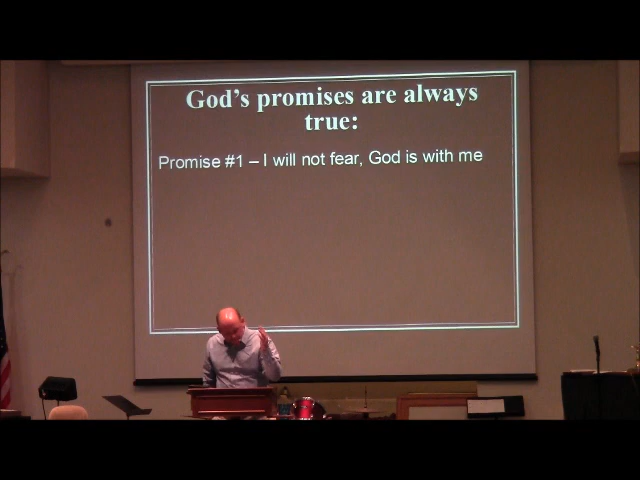 God's promises are always
true:
Promise #1 – I will not fear, God is with me